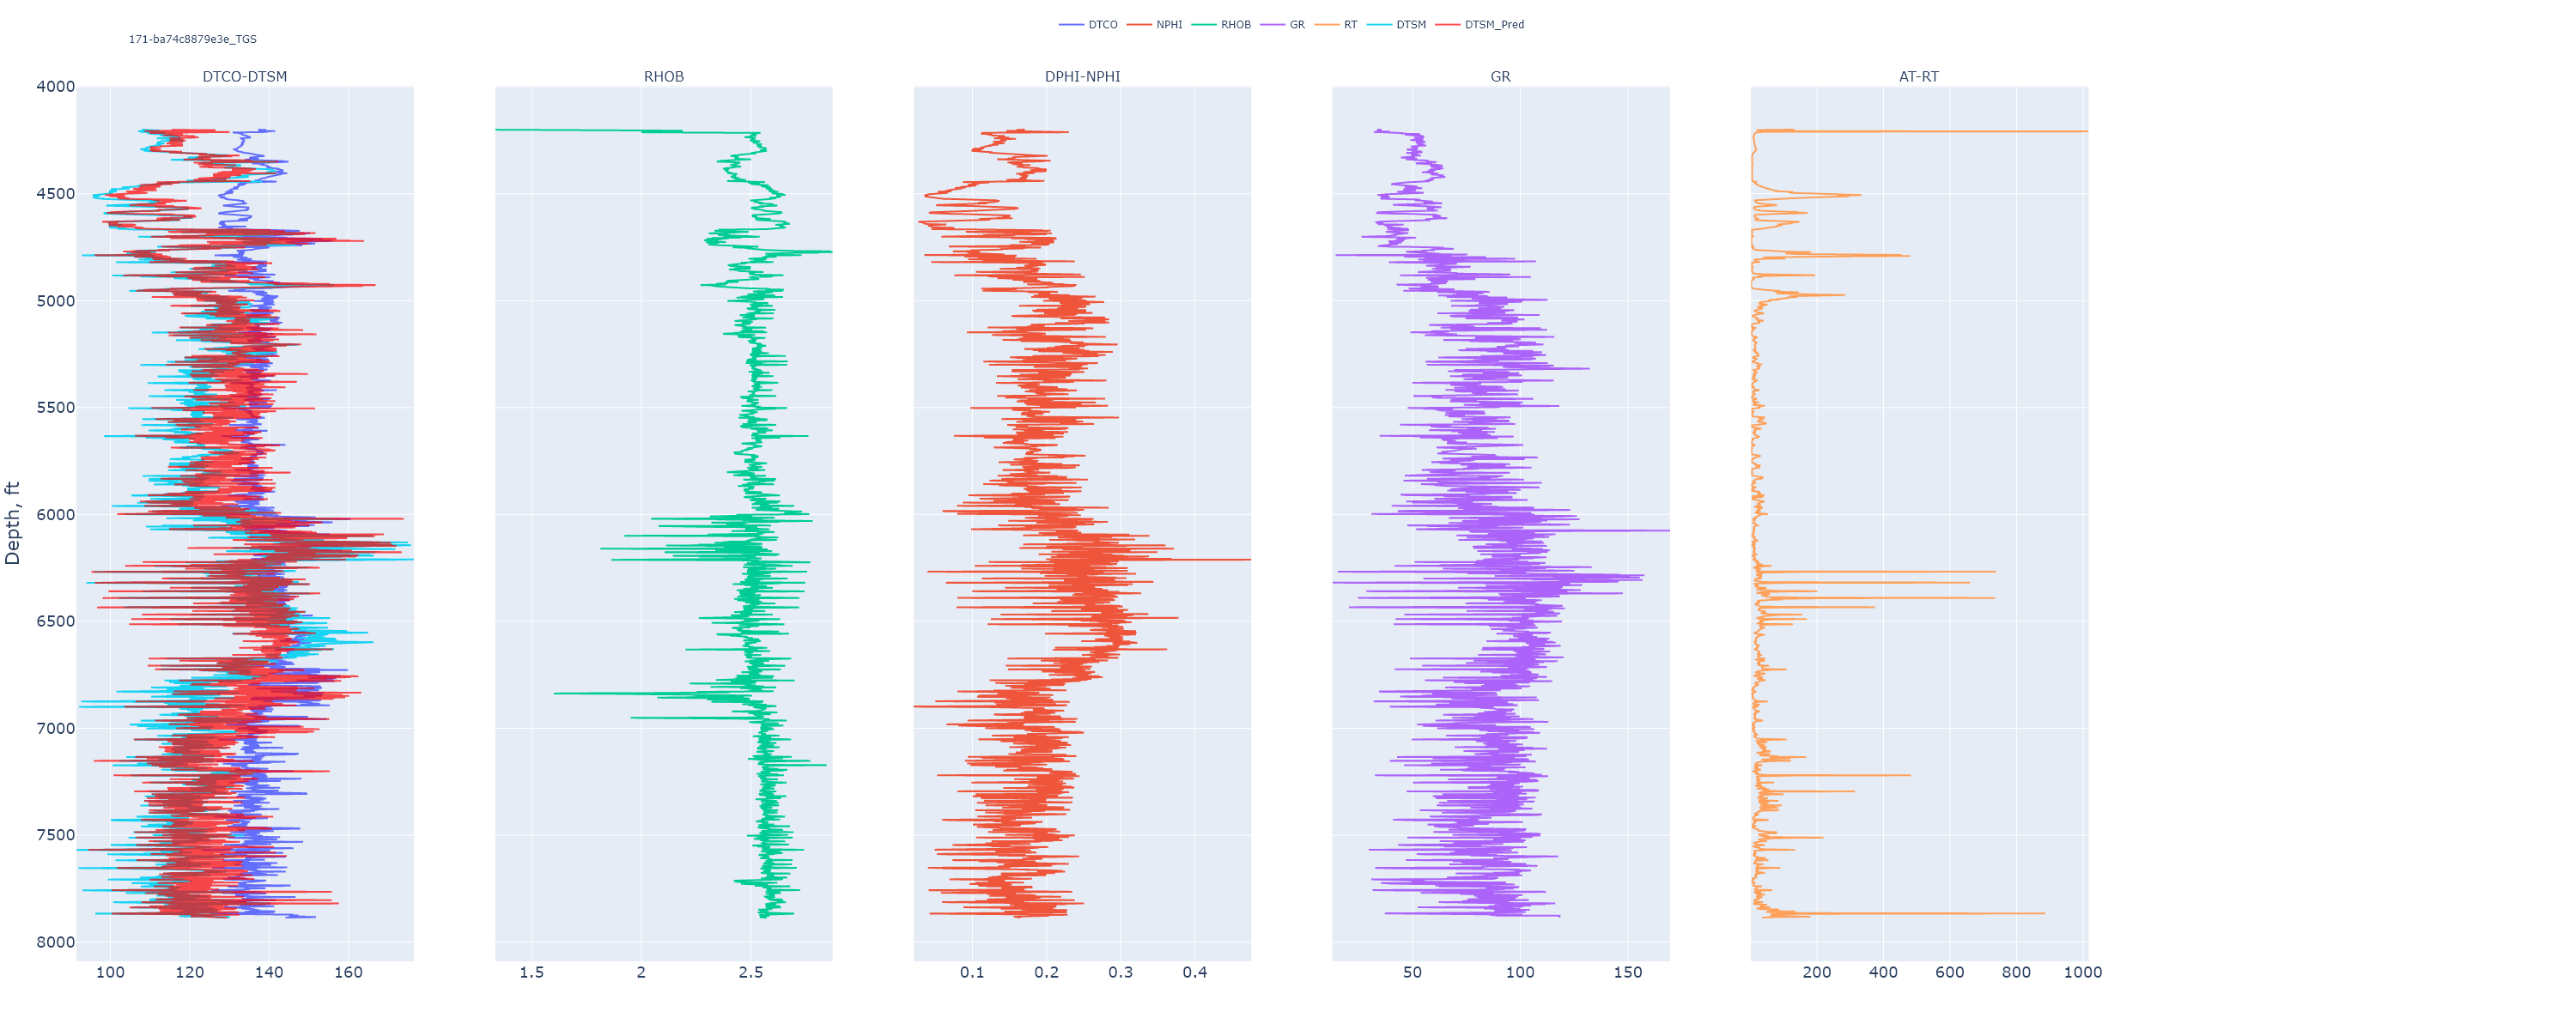 DTCO NPHI RHOB GR RT DTSM DTSM_Pred
171-ba74c8879e3e_TGS
DTCO-DTSM RHOB DPHI-NPHI GR AT-RT
4000
4500
5000
5500
6000
6500
7000
7500
8000
Depth, ft
100 120 140 160 1.5 2 2.5 0.1 0.2 0.3 0.4 50 100 150 200 400 600 800 1000